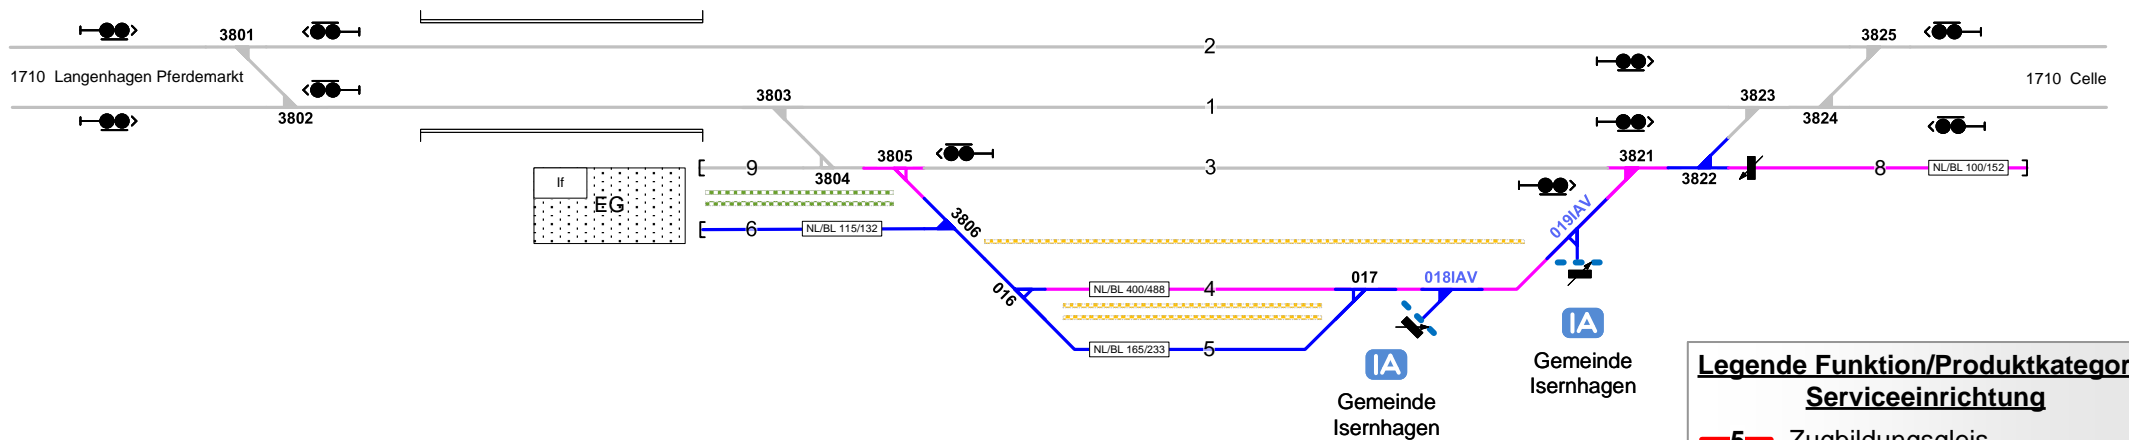 3801
2
3825
1710 Langenhagen Pferdemarkt
1710 Celle
3802
3803
1
3823
3824
9
3804
3805
3
3821
3822
8
NL/BL 100/152
If
EG
6
NL/BL 115/132
3806
019IAV
016
NL/BL 400/488
4
017
018IAV
NL/BL 165/233
5
IA
Gemeinde
Isernhagen
IA
Gemeinde
Isernhagen
Legende Funktion/Produktkategor
Serviceeinrichtung
5
Zugbildungsgleis